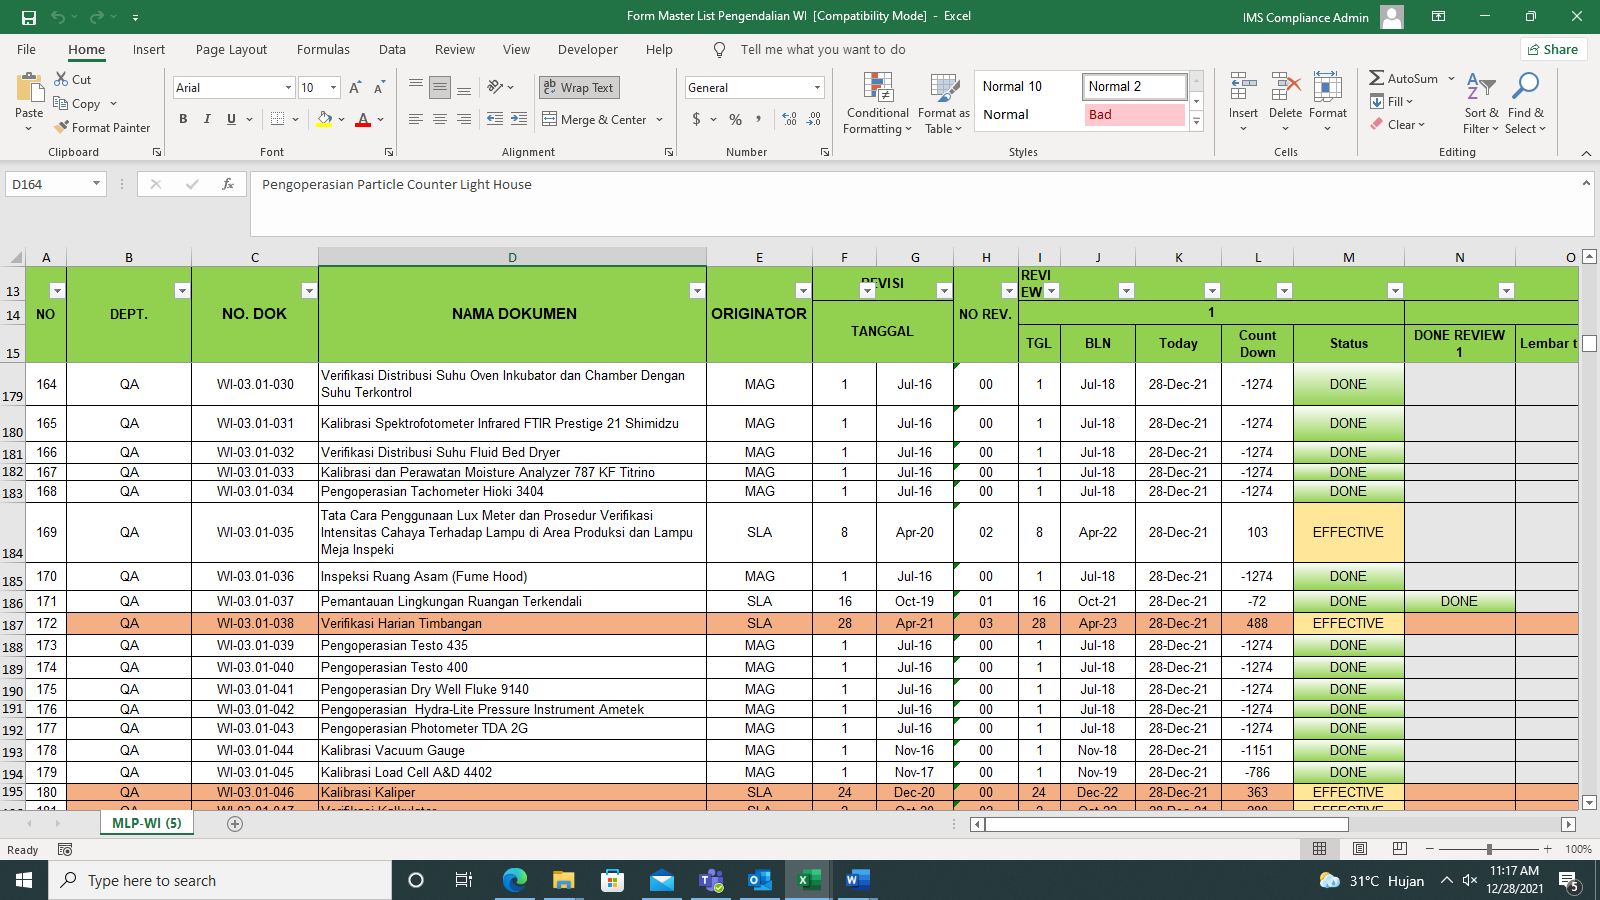 Form Master List Pengendalian WI  [Compatibility Mode]  -  Excel
IMS Compliance Admin
File Home Insert Page Layout Formulas Data Review View Developer Help Tell me what you want to do Share
Paste Cut Copy Format Painter Clipboard
Arial 10 B I U A Font
Wrap Text Merge & Center Alignment
General $ % , Number
Conditional Formatting Format as Table Normal 10 Normal 2 Normal Bad Styles
Insert Delete Format Cells
AutoSum Fill Clear Sort & Filter Find & Select Editing
D164 fx Pengoperasian Particle Counter Light House
A B C D E F G H I J K L M N O
13 REVISI REVI EW
14 NO DEPT. NO. DOK NAMA DOKUMEN ORIGINATOR TANGGAL NO REV. 1
15 TGL BLN Today Count Down Status DONE REVIEW 1 Lembar t
179 164 QA WI-03.01-030 Verifikasi Distribusi Suhu Oven Inkubator dan Chamber Dengan Suhu Terkontrol MAG 1 Jul-16 00 1 Jul-18 28-Dec-21 -1274 DONE
180 165 QA WI-03.01-031 Kalibrasi Spektrofotometer Infrared FTIR Prestige 21 Shimidzu MAG 1 Jul-16 00 1 Jul-18 28-Dec-21 -1274 DONE
181 166 QA WI-03.01-032 Verifikasi Distribusi Suhu Fluid Bed Dryer MAG 1 Jul-16 00 1 Jul-18 28-Dec-21 -1274 DONE
182 167 QA WI-03.01-033 Kalibrasi dan Perawatan Moisture Analyzer 787 KF Titrino MAG 1 Jul-16 00 1 Jul-18 28-Dec-21 -1274 DONE
183 168 QA WI-03.01-034 Pengoperasian Tachometer Hioki 3404 MAG 1 Jul-16 00 1 Jul-18 28-Dec-21 -1274 DONE
184 169 QA WI-03.01-035 Tata Cara Penggunaan Lux Meter dan Prosedur Verifikasi Intensitas Cahaya Terhadap Lampu di Area Produksi dan Lampu Meja Inspeki SLA 8 Apr-20 02 8 Apr-22 28-Dec-21 103 EFFECTIVE
185 170 QA WI-03.01-036 Inspeksi Ruang Asam (Fume Hood) MAG 1 Jul-16 00 1 Jul-18 28-Dec-21 -1274 DONE
186 171 QA WI-03.01-037 Pemantauan Lingkungan Ruangan Terkendali SLA 16 Oct-19 01 16 Oct-21 28-Dec-21 -72 DONE DONE
187 172 QA WI-03.01-038 Verifikasi Harian Timbangan SLA 28 Apr-21 03 28 Apr-23 28-Dec-21 488 EFFECTIVE
188 173 QA WI-03.01-039 Pengoperasian Testo 435 MAG 1 Jul-16 00 1 Jul-18 28-Dec-21 -1274 DONE
189 174 QA WI-03.01-040 Pengoperasian Testo 400 MAG 1 Jul-16 00 1 Jul-18 28-Dec-21 -1274 DONE
190 175 QA WI-03.01-041 Pengoperasian Dry Well Fluke 9140 MAG 1 Jul-16 00 1 Jul-18 28-Dec-21 -1274 DONE
191 176 QA WI-03.01-042 Pengoperasian  Hydra-Lite Pressure Instrument Ametek MAG 1 Jul-16 00 1 Jul-18 28-Dec-21 -1274 DONE
192 177 QA WI-03.01-043 Pengoperasian Photometer TDA 2G MAG 1 Jul-16 00 1 Jul-18 28-Dec-21 -1274 DONE
193 178 QA WI-03.01-044 Kalibrasi Vacuum Gauge MAG 1 Nov-16 00 1 Nov-18 28-Dec-21 -1151 DONE
194 179 QA WI-03.01-045 Kalibrasi Load Cell A&D 4402 MAG 1 Nov-17 00 1 Nov-19 28-Dec-21 -786 DONE
195 180 QA WI-03.01-046 Kalibrasi Kaliper SLA 24 Dec-20 00 24 Dec-22 28-Dec-21 363 EFFECTIVE
MLP-WI (5)
Ready 100%
Type here to search 31°C Hujan 11:17 AM
12/28/2021 5